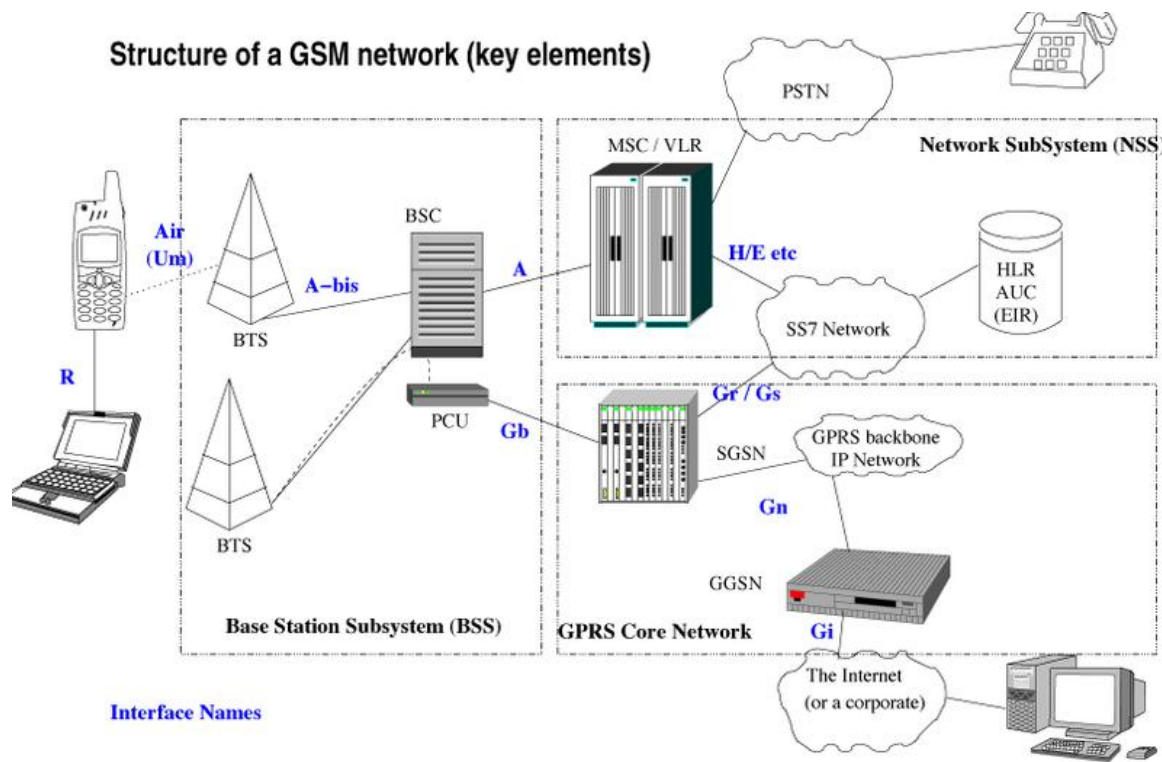 Structure of a GSM network (key elements)
PSTN
Network SubSystem (NSS)
MSC / VLR
BSC
Air
(Um)
A-bis
A
H/E etc
HLR
AUC
(EIR)
BTS
SS7 Network
R
PCU
Gb
Gr / Gs
SGSN
GPRS backbone
IP Network
Gn
BTS
GGSN
Base Station Subsystem (BSS)
GPRS Core Network
Gi
The Internet
(or a corporate)
Interface Names